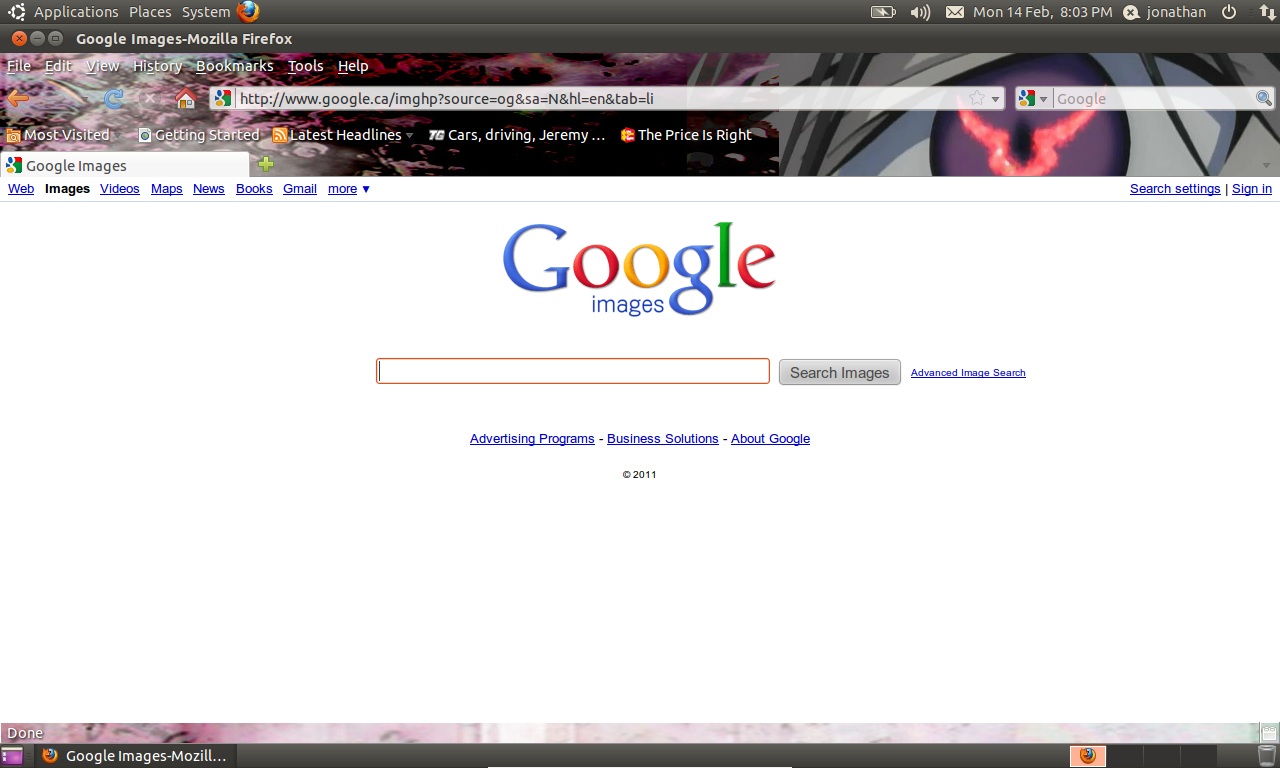 Applications Places System Mon 14 Feb, 8:03 PM jonathan
Google Images-Mozilla Firefox
File Edit View History Bookmarks Tools Help
http://www.google.ca/imghp?source=og&sa=N&hl=en&tab=li Google
Most Visited Getting Started Latest Headlines TG Cars, driving, Jeremy ... The Price Is Right
Google Images
Web Images Videos Maps News Books Gmail more ▼ Search settings | Sign in
Google
images
Search Images Advanced Image Search
Advertising Programs - Business Solutions - About Google
© 2011
Done
Google Images-Mozill...